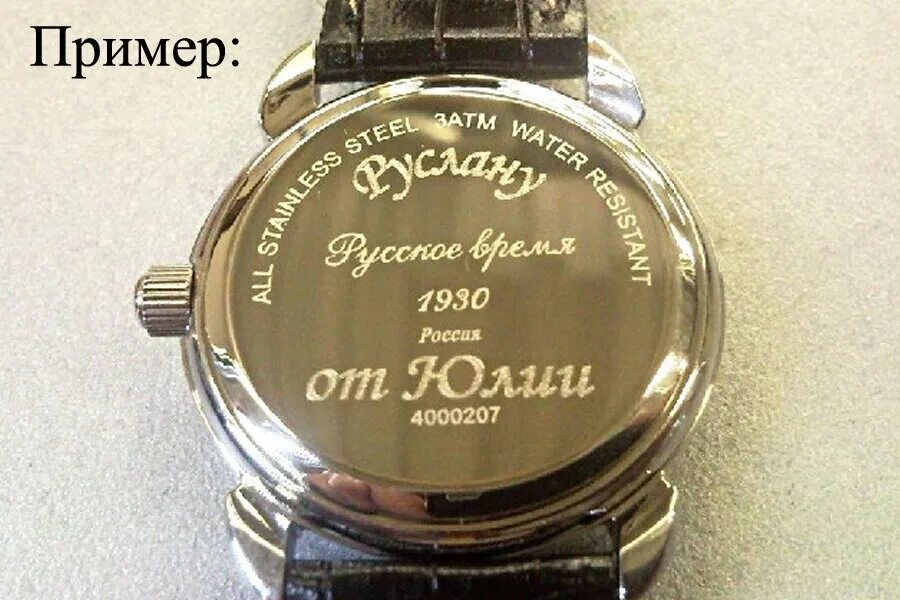 Пример:
ALL STAINLESS STEEL 3ATM WATER RESISTANT
Руслану
Русское время
1930
Россия
от Юлии
4000207